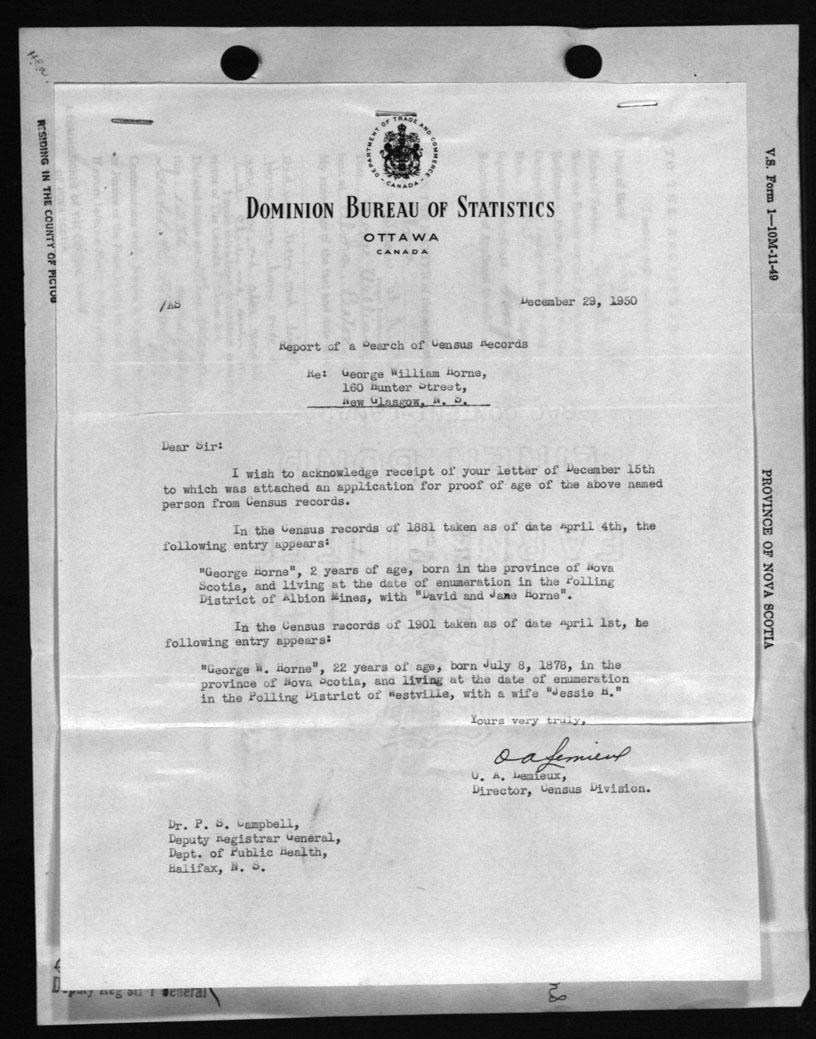 H.E.N.
RESIDING IN THE COUNTY OF PICTOU
V.S. Form 1—10M-11-49
PROVINCE OF NOVA SCOTIA
DEPARTMENT OF TRADE AND COMMERCE
CANADA
DOMINION BUREAU OF STATISTICS
OTTAWA
CANADA
/AS
December 29, 1950
Report of a Search of Census Records
Re: George William Horne,
160 Hunter Street,
New Glasgow, N. S.
Dear Sir:
I wish to acknowledge receipt of your letter of December 15th
to which was attached an application for proof of age of the above named
person from Census records.
In the Census records of 1881 taken as of date April 4th, the
following entry appears:
"George Horne", 2 years of age, born in the province of Nova
Scotia, and living at the date of enumeration in the Polling
District of Albion Mines, with "David and Jane Horne".
In the Census records of 1901 taken as of date April 1st, he
following entry appears:
"George W. Horne", 22 years of age, born July 8, 1878, in the
province of Nova Scotia, and living at the date of enumeration
in the Polling District of Westville, with a wife "Jessie H."
Yours very truly,
O A Lemieux
O. A. Lemieux,
Director, Census Division.
Dr. P. S. Campbell,
Deputy Registrar General,
Dept. of Public Health,
Halifax, N. S.
Deputy Registrar General